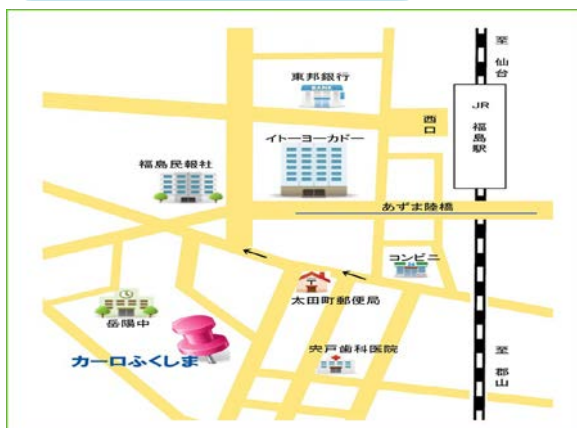 至 仙台
東邦銀行
BANK
JR 福島駅
西口
イトーヨーカドー
福島民報社
あずま陸橋
コンビニ
太田町郵便局
岳陽中
カーロふくしま
宍戸歯科医院
至 郡山